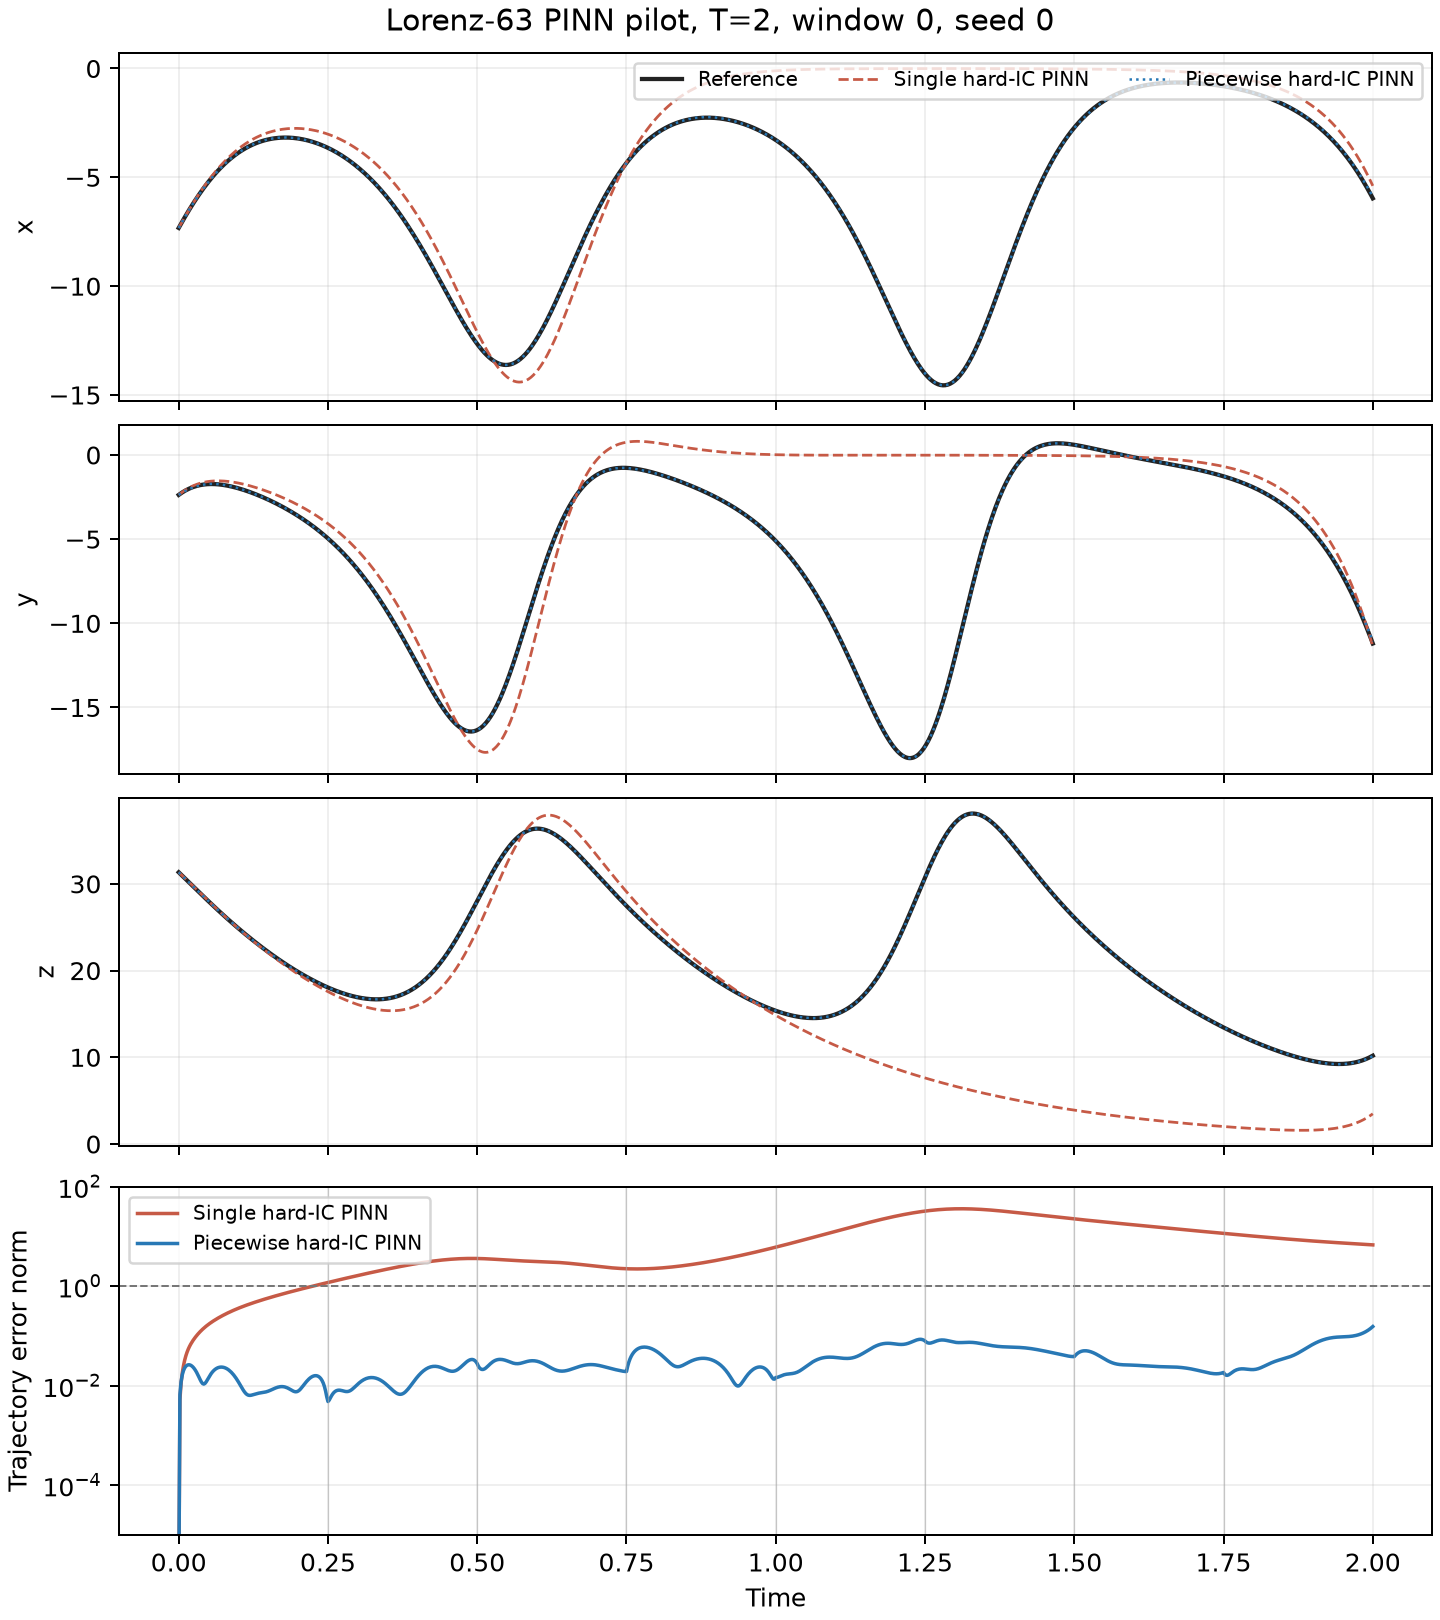 Lorenz-63 PINN pilot, T=2, window 0, seed 0
Reference Single hard-IC PINN Piecewise hard-IC PINN
0
−5
−10
−15
x
0
−5
−10
−15
y
30
20
10
0
z
10²
10⁰
10⁻²
10⁻⁴
Trajectory error norm
Single hard-IC PINN
Piecewise hard-IC PINN
0.00 0.25 0.50 0.75 1.00 1.25 1.50 1.75 2.00
Time